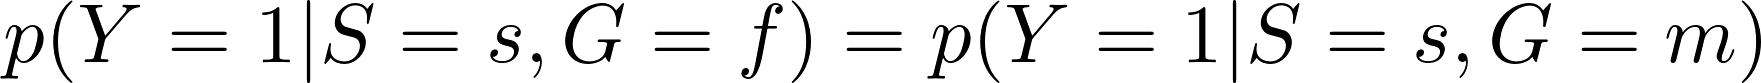 p(Y = 1|S = s, G = f) = p(Y = 1|S = s, G = m)